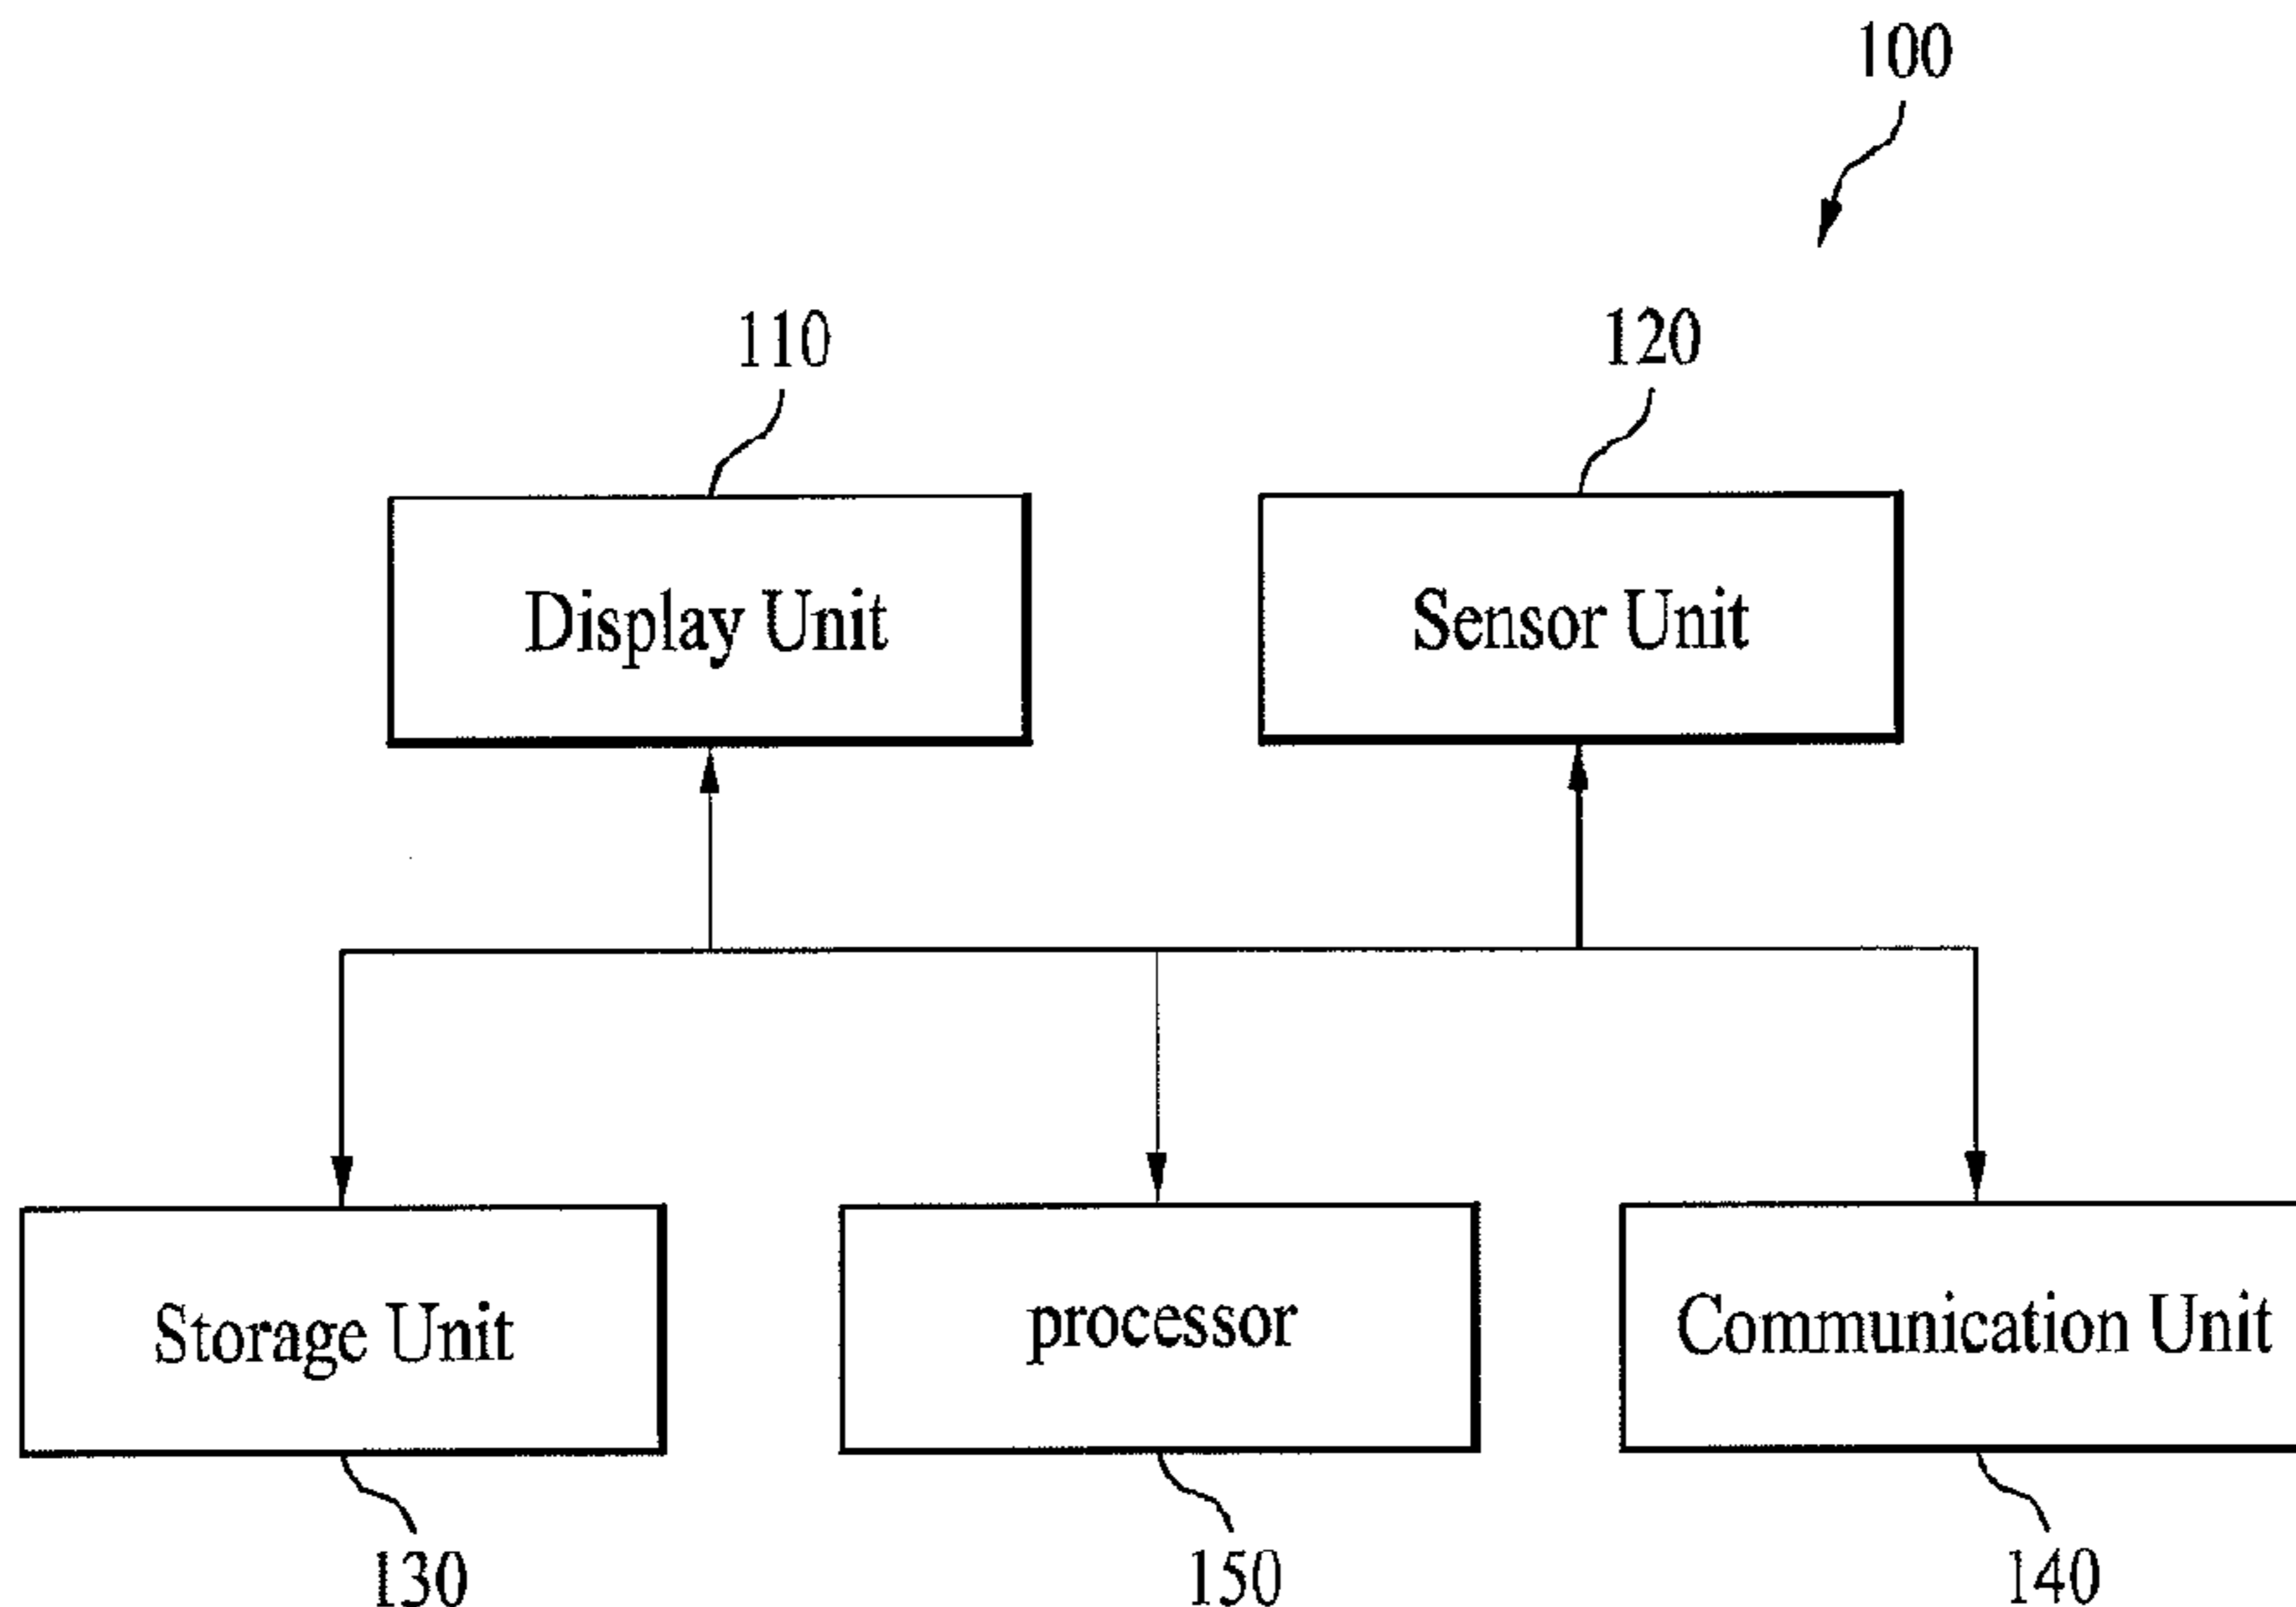 100
110
120
Display Unit
Sensor Unit
Storage Unit
processor
Communication Unit
130
150
140